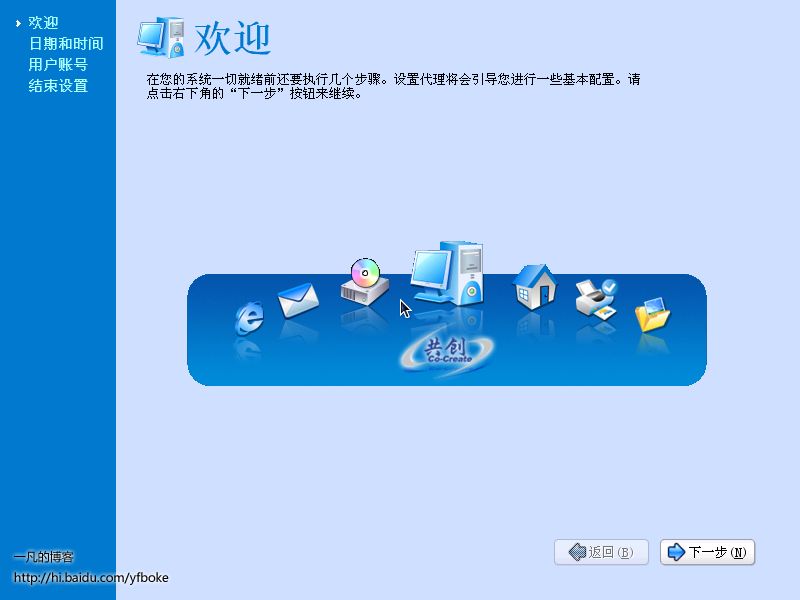 欢迎
日期和时间
用户账号
结束设置
欢迎
在您的系统一切就绪前还要执行几个步骤。设置代理将会引导您进行一些基本配置。请
点击右下角的“下一步”按钮来继续。
共创
Co-Create
返回(B)
下一步(N)
一凡的博客
http://hi.baidu.com/yfboke